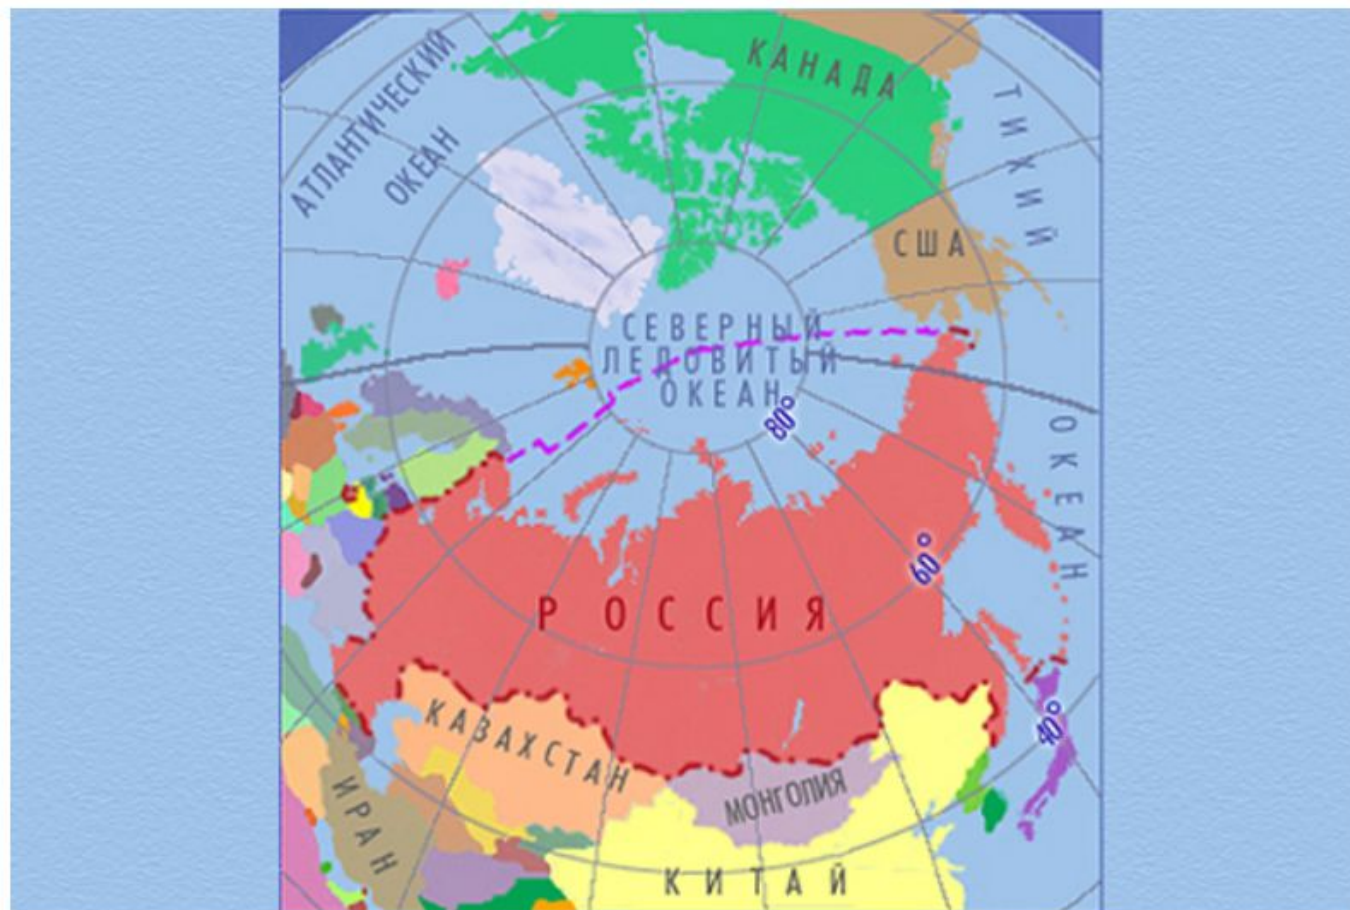 КАНАДА
АТЛАНТИЧЕСКИЙ
ОКЕАН
ТИХИЙ
ОКЕАН
США
СЕВЕРНЫЙ
ЛЕДОВИТЫЙ
ОКЕАН
80°
60°
РОССИЯ
40°
КАЗАХСТАН
МОНГОЛИЯ
ИРАН
КИТАЙ